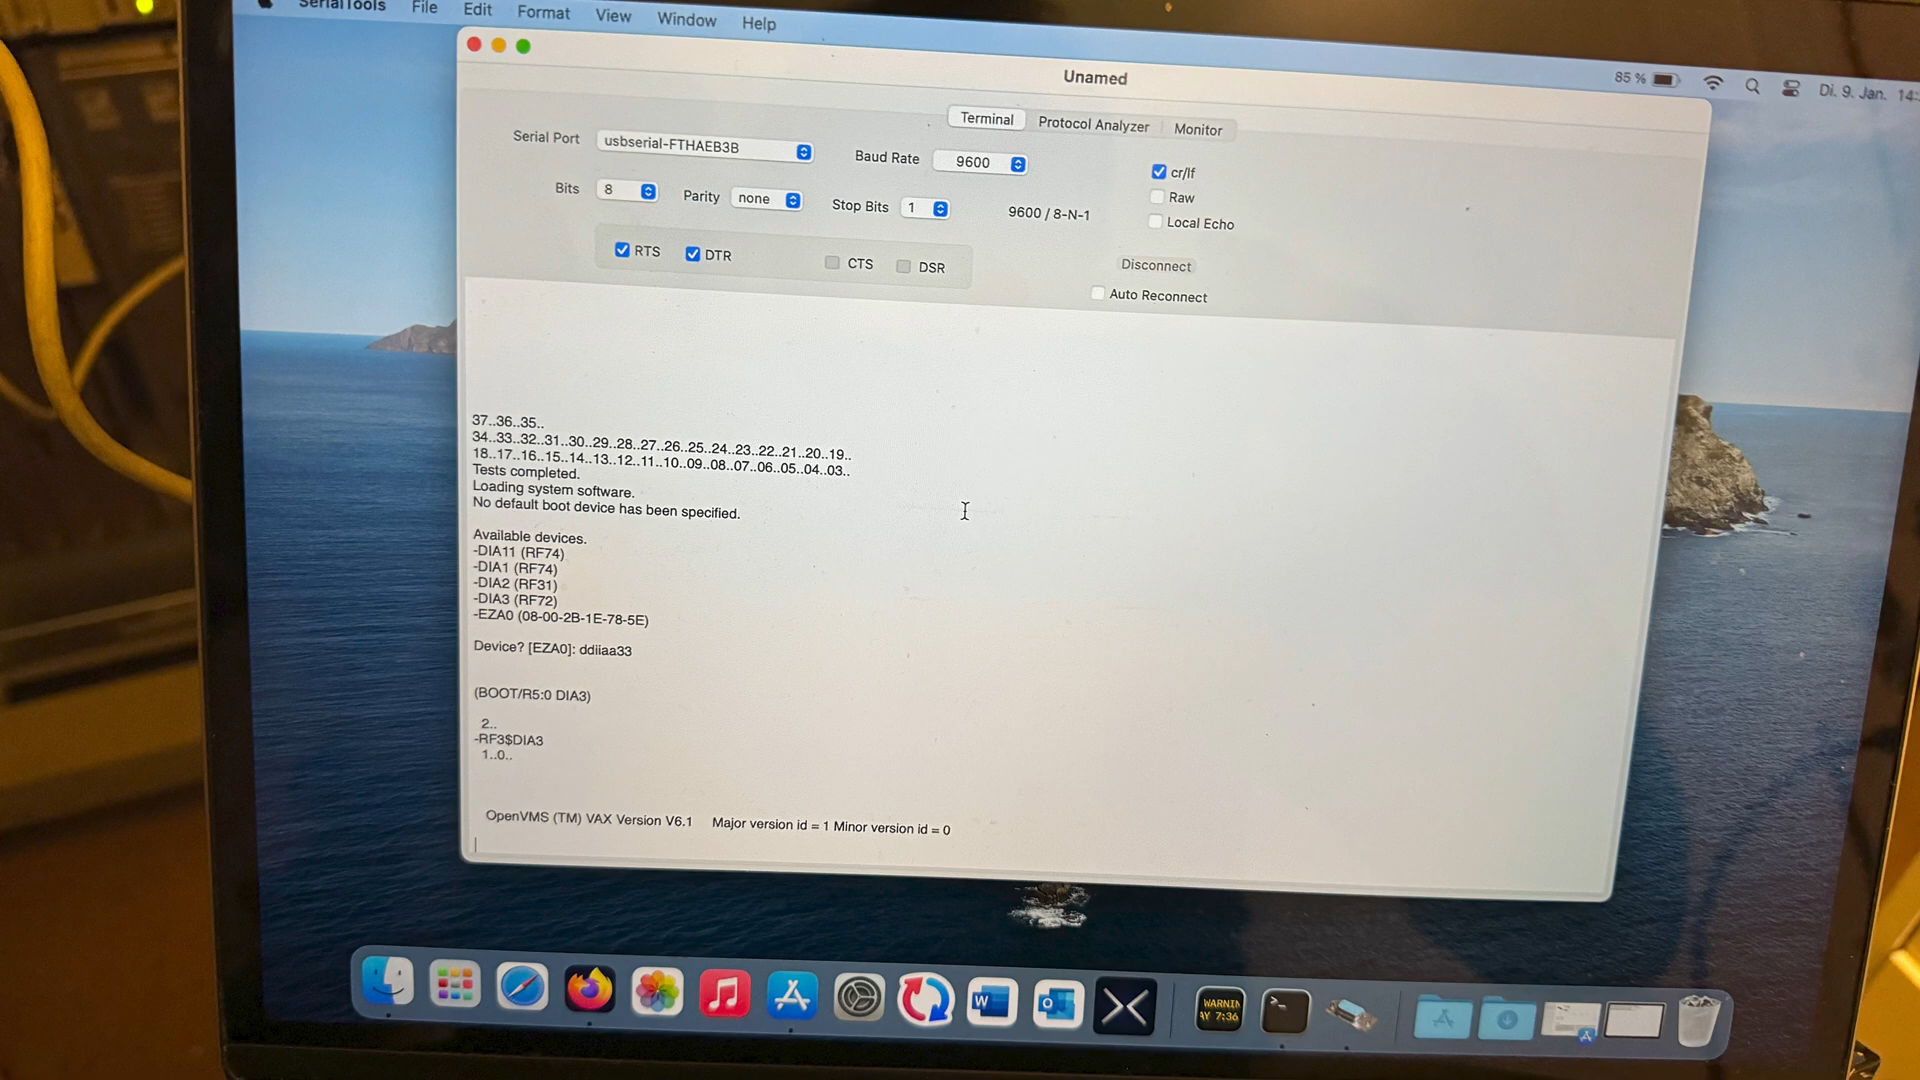 SerialTools File Edit Format View Window Help
85 % Di. 9. Jan. 14:
Unamed
Terminal Protocol Analyzer Monitor
Serial Port usbserial-FTHAEB3B Baud Rate 9600
cr/lf
Bits 8 Parity none Stop Bits 1 9600 / 8-N-1
Raw
Local Echo
RTS DTR CTS DSR
Disconnect
Auto Reconnect
37..36..35..
34..33..32..31..30..29..28..27..26..25..24..23..22..21..20..19..
18..17..16..15..14..13..12..11..10..09..08..07..06..05..04..03..
Tests completed.
Loading system software.
No default boot device has been specified.
Available devices.
-DIA11 (RF74)
-DIA1 (RF74)
-DIA2 (RF31)
-DIA3 (RF72)
-EZA0 (08-00-2B-1E-78-5E)
Device? [EZA0]: ddiiaa33
(BOOT/R5:0 DIA3)
2..
-RF3$DIA3
1..0..
OpenVMS (TM) VAX Version V6.1 Major version id = 1 Minor version id = 0
W
O
WARNIN
AY 7:36